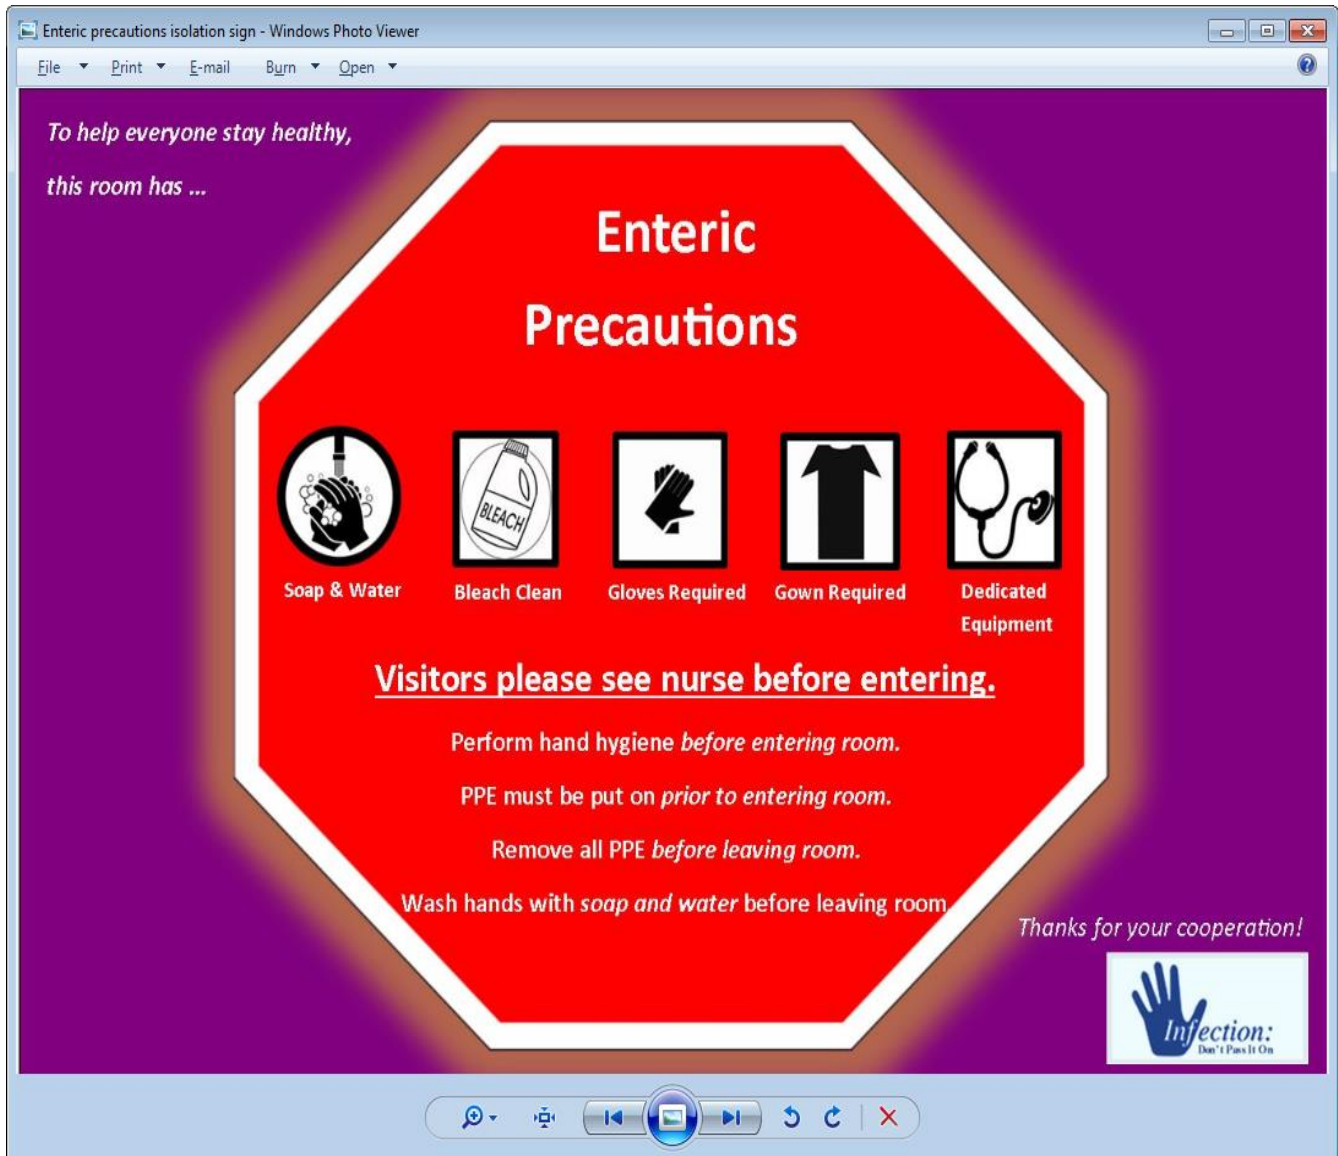 Enteric precautions isolation sign - Windows Photo Viewer
File Print E-mail Burn Open
To help everyone stay healthy,
this room has ...
Enteric
Precautions
BLEACH
Soap & Water Bleach Clean Gloves Required Gown Required Dedicated
Equipment
Visitors please see nurse before entering.
Perform hand hygiene before entering room.
PPE must be put on prior to entering room.
Remove all PPE before leaving room.
Wash hands with soap and water before leaving room
Thanks for your cooperation!
Infection:
Don't Pass It On